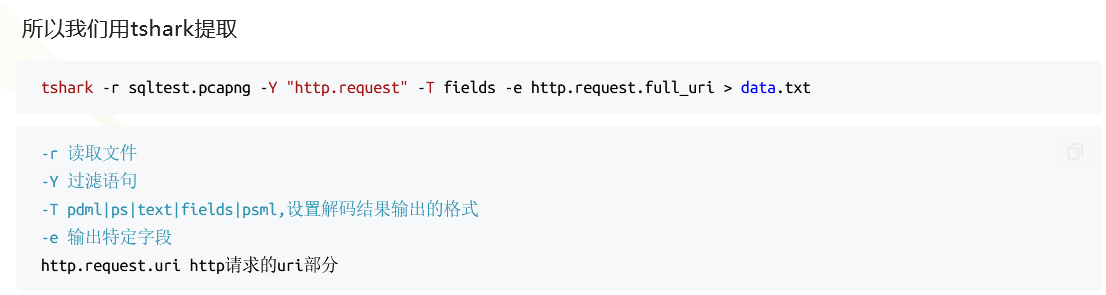 所以我们用tshark提取
tshark -r sqltest.pcapng -Y "http.request" -T fields -e http.request.full_uri > data.txt
-r 读取文件
-Y 过滤语句
-T pdml|ps|text|fields|psml,设置解码结果输出的格式
-e 输出特定字段
http.request.uri http请求的uri部分